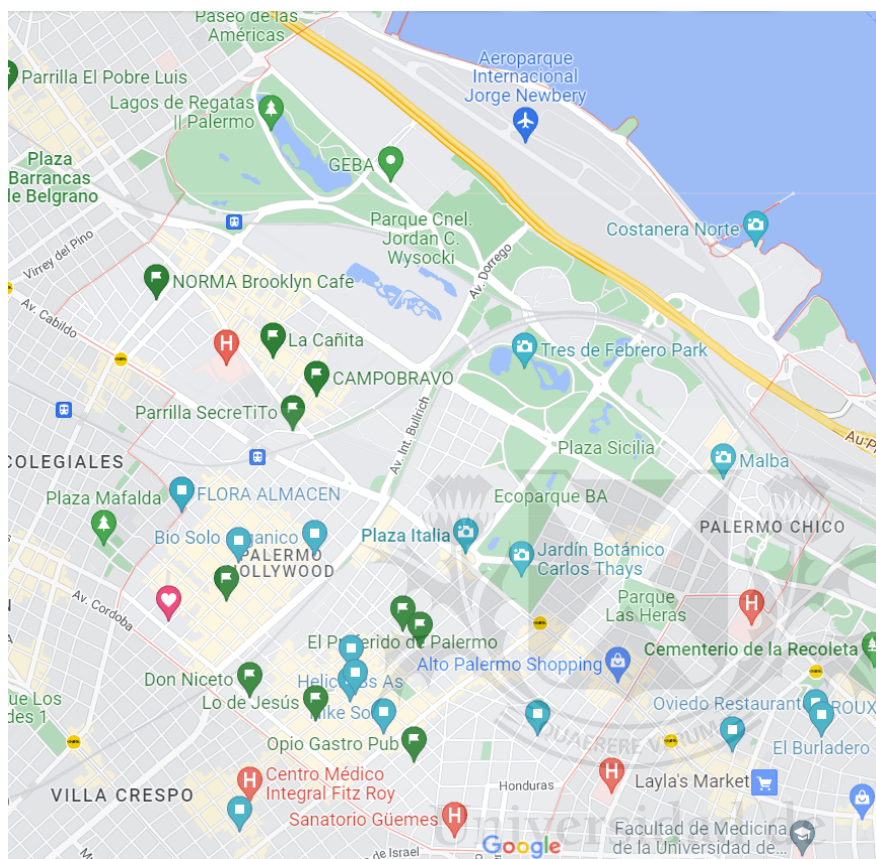 Paseo de las
Américas
Aeroparque
Internacional
Jorge Newbery
Parrilla El Pobre Luis
Lagos de Regatas
|| Palermo
GEBA
Plaza
Barrancas
de Belgrano
Parque Cnel.
Jordan C.
Wysocki
Costanera Norte
Av. Dorrego
Virrey del Pino
NORMA Brooklyn Cafe
Av. Cabildo
H
La Cañita
Tres de Febrero Park
CAMPOBRAVO
Parrilla SecreTiTo
Av. Int. Bullrich
Plaza Sicilia
Au
COLEGIALES
Malba
FLORA ALMACEN
Plaza Mafalda
Ecoparque BA
Bio Solo
Plaza Italia
PALERMO CHICO
PALERMO
HOLLYWOOD
Jardín Botánico
Carlos Thays
Av. Cordoba
Parque
Las Heras
H
El Preferido de Palermo
Alto Palermo Shopping
Cementerio de la Recoleta
Don Niceto
Lo de Jesús
Oviedo Restaurant
ROUX
Opio Gastro Pub
El Burladero
QUAERERE VERUM
Centro Médico
Integral Fitz Roy
H
VILLA CRESPO
Honduras
H
Layla's Market
Sanatorio Güemes
H
Universidad de
Google
Facultad de Medicina
de la Universidad de...
de Israel